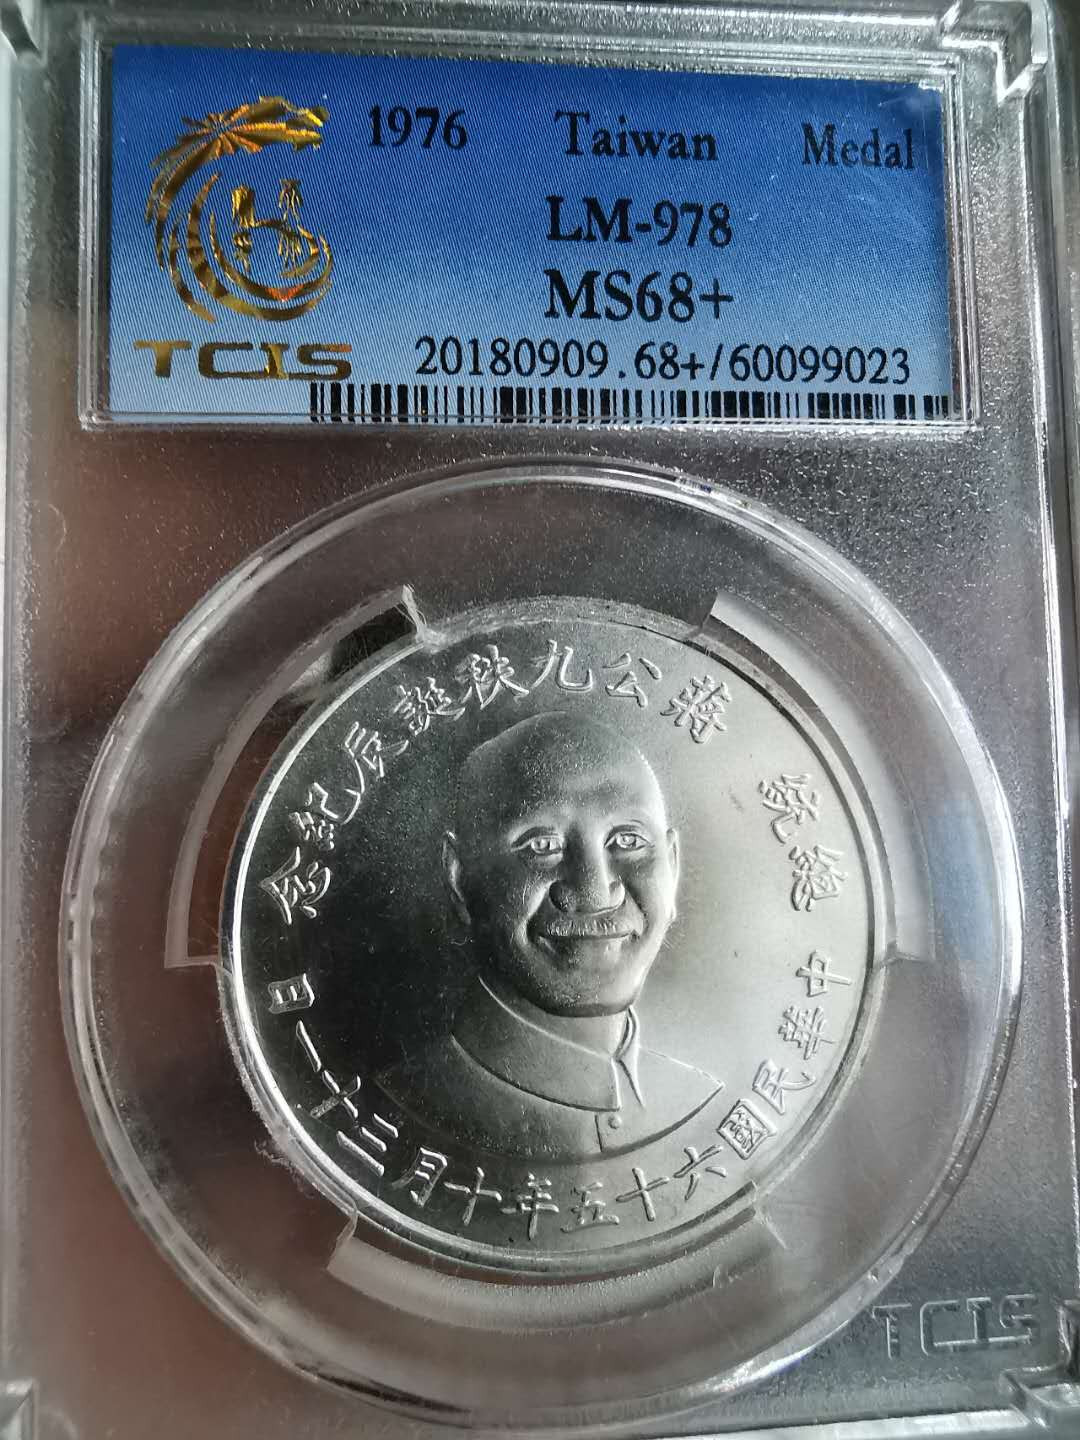 1976 Taiwan Medal
LM-978
MS68+
TCIS
20180909.68+/60099023
總統 蔣公九秩誕辰紀念
中華民國六十五年十月三十一日
TCIS